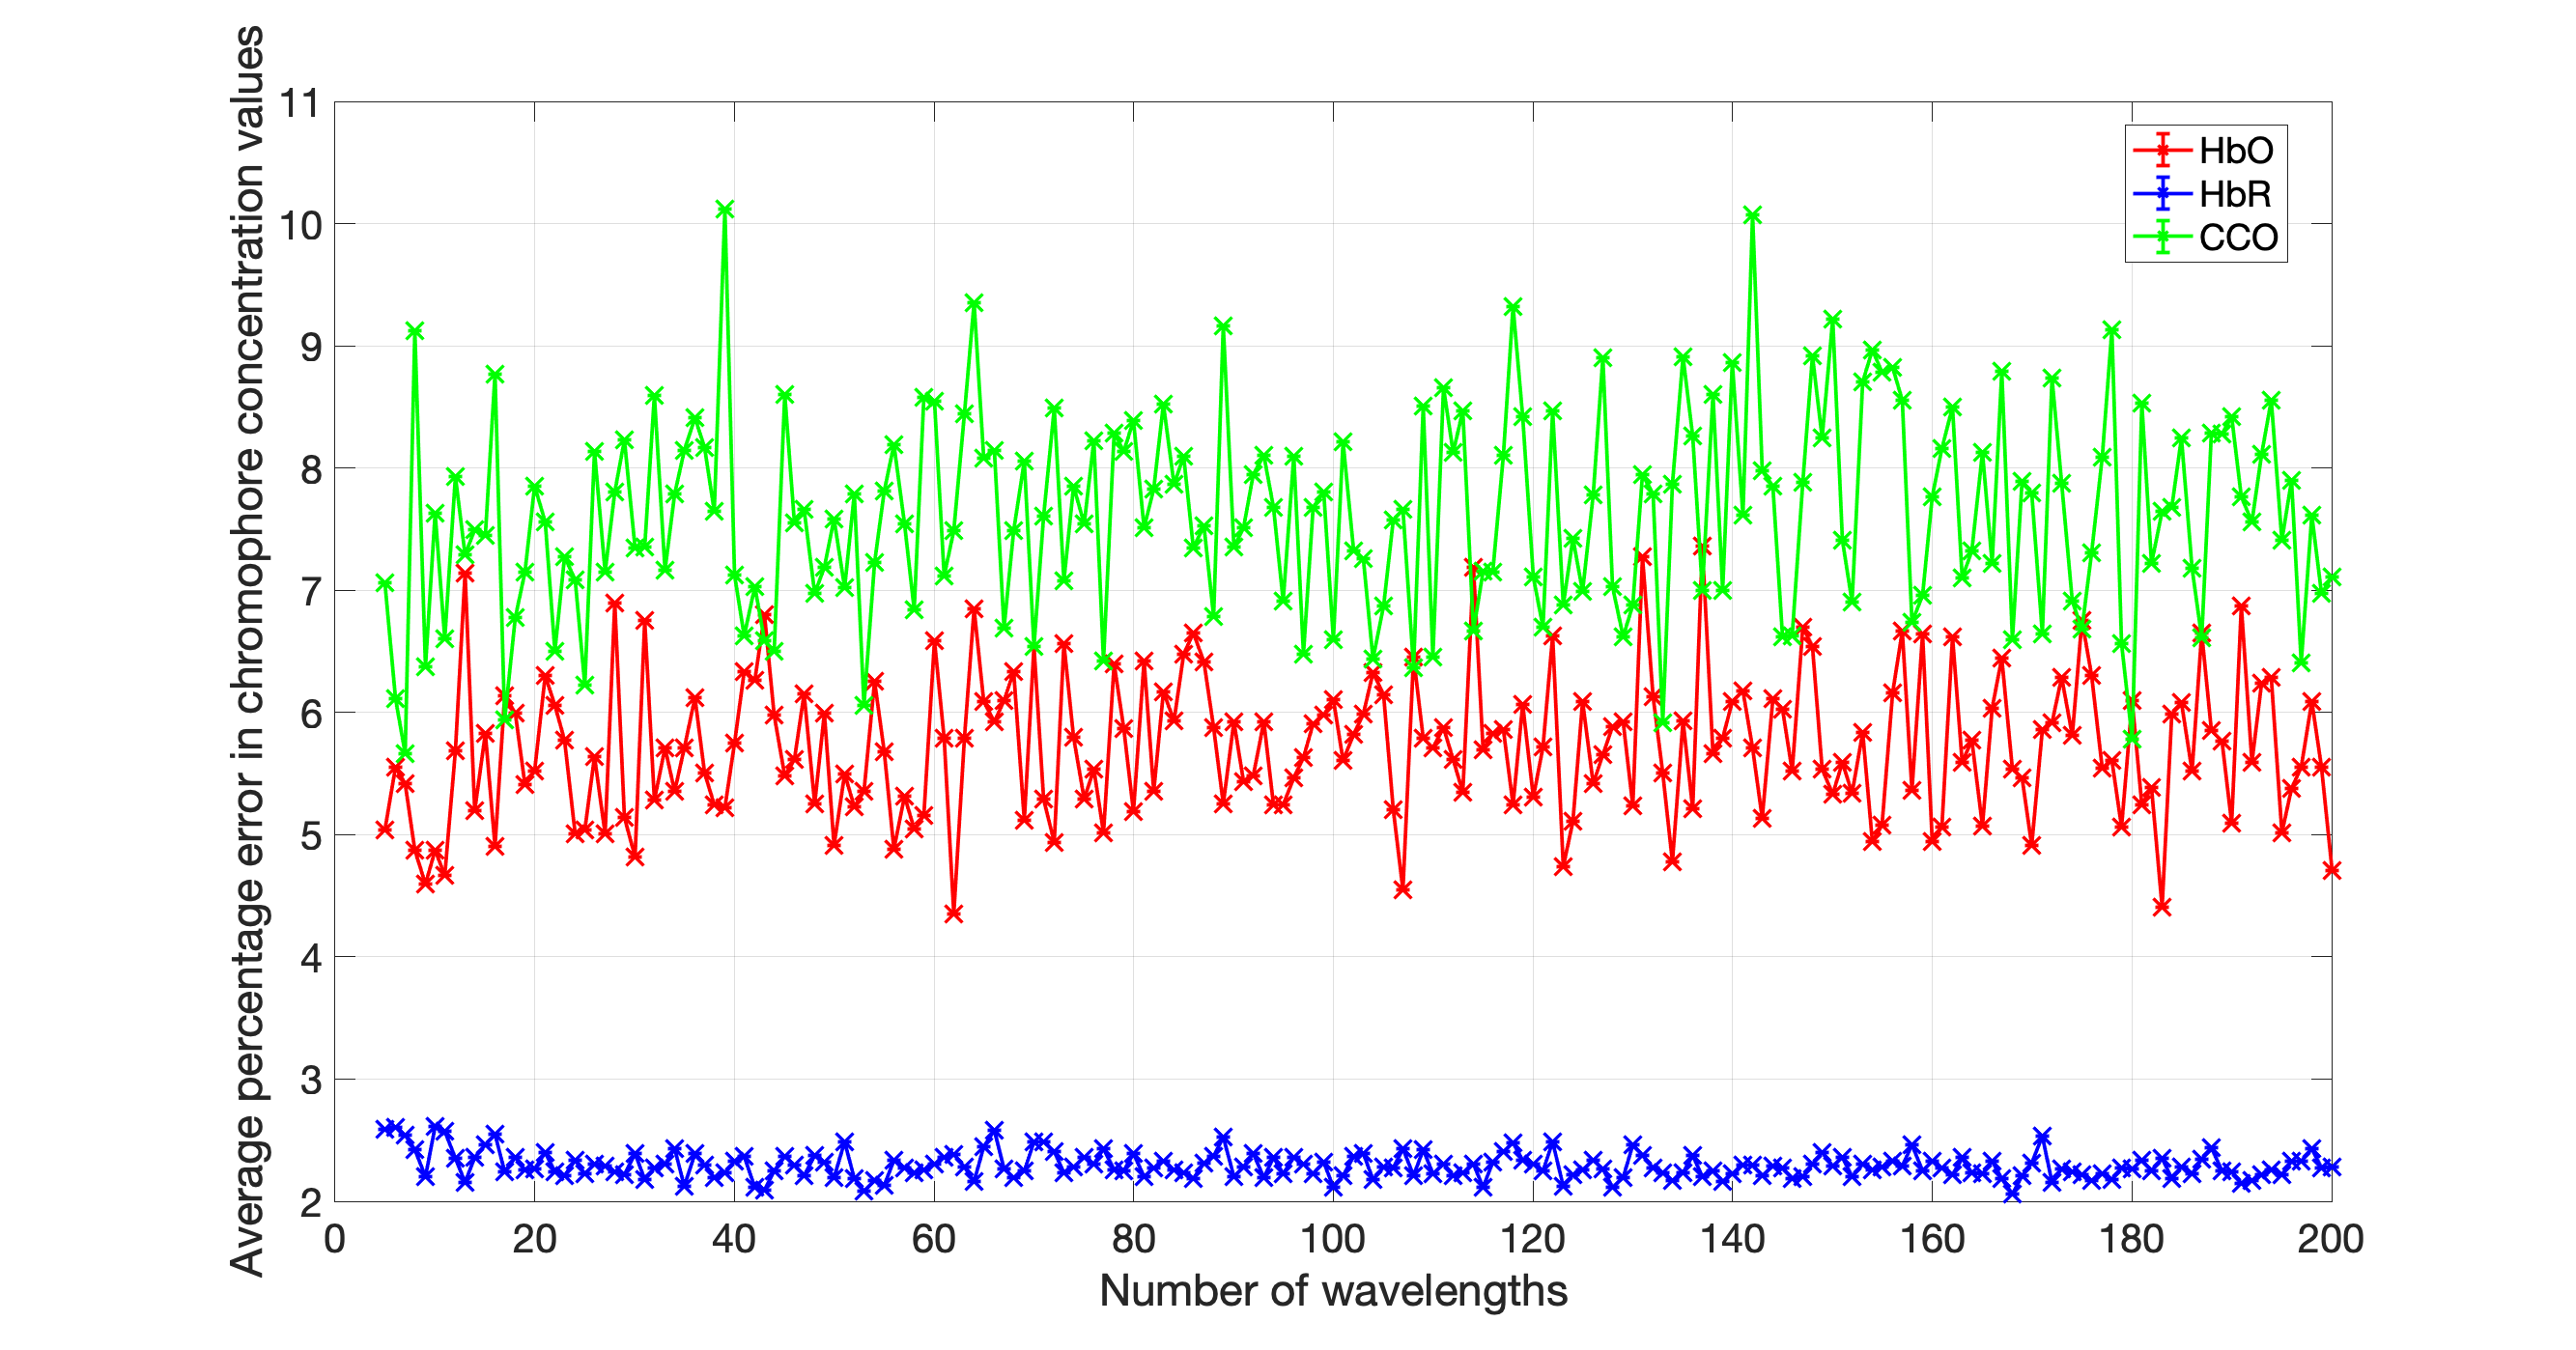 Average percentage error in chromophore concentration values
11
10
9
8
7
6
5
4
3
2
0 20 40 60 80 100 120 140 160 180 200
Number of wavelengths
HbO
HbR
CCO